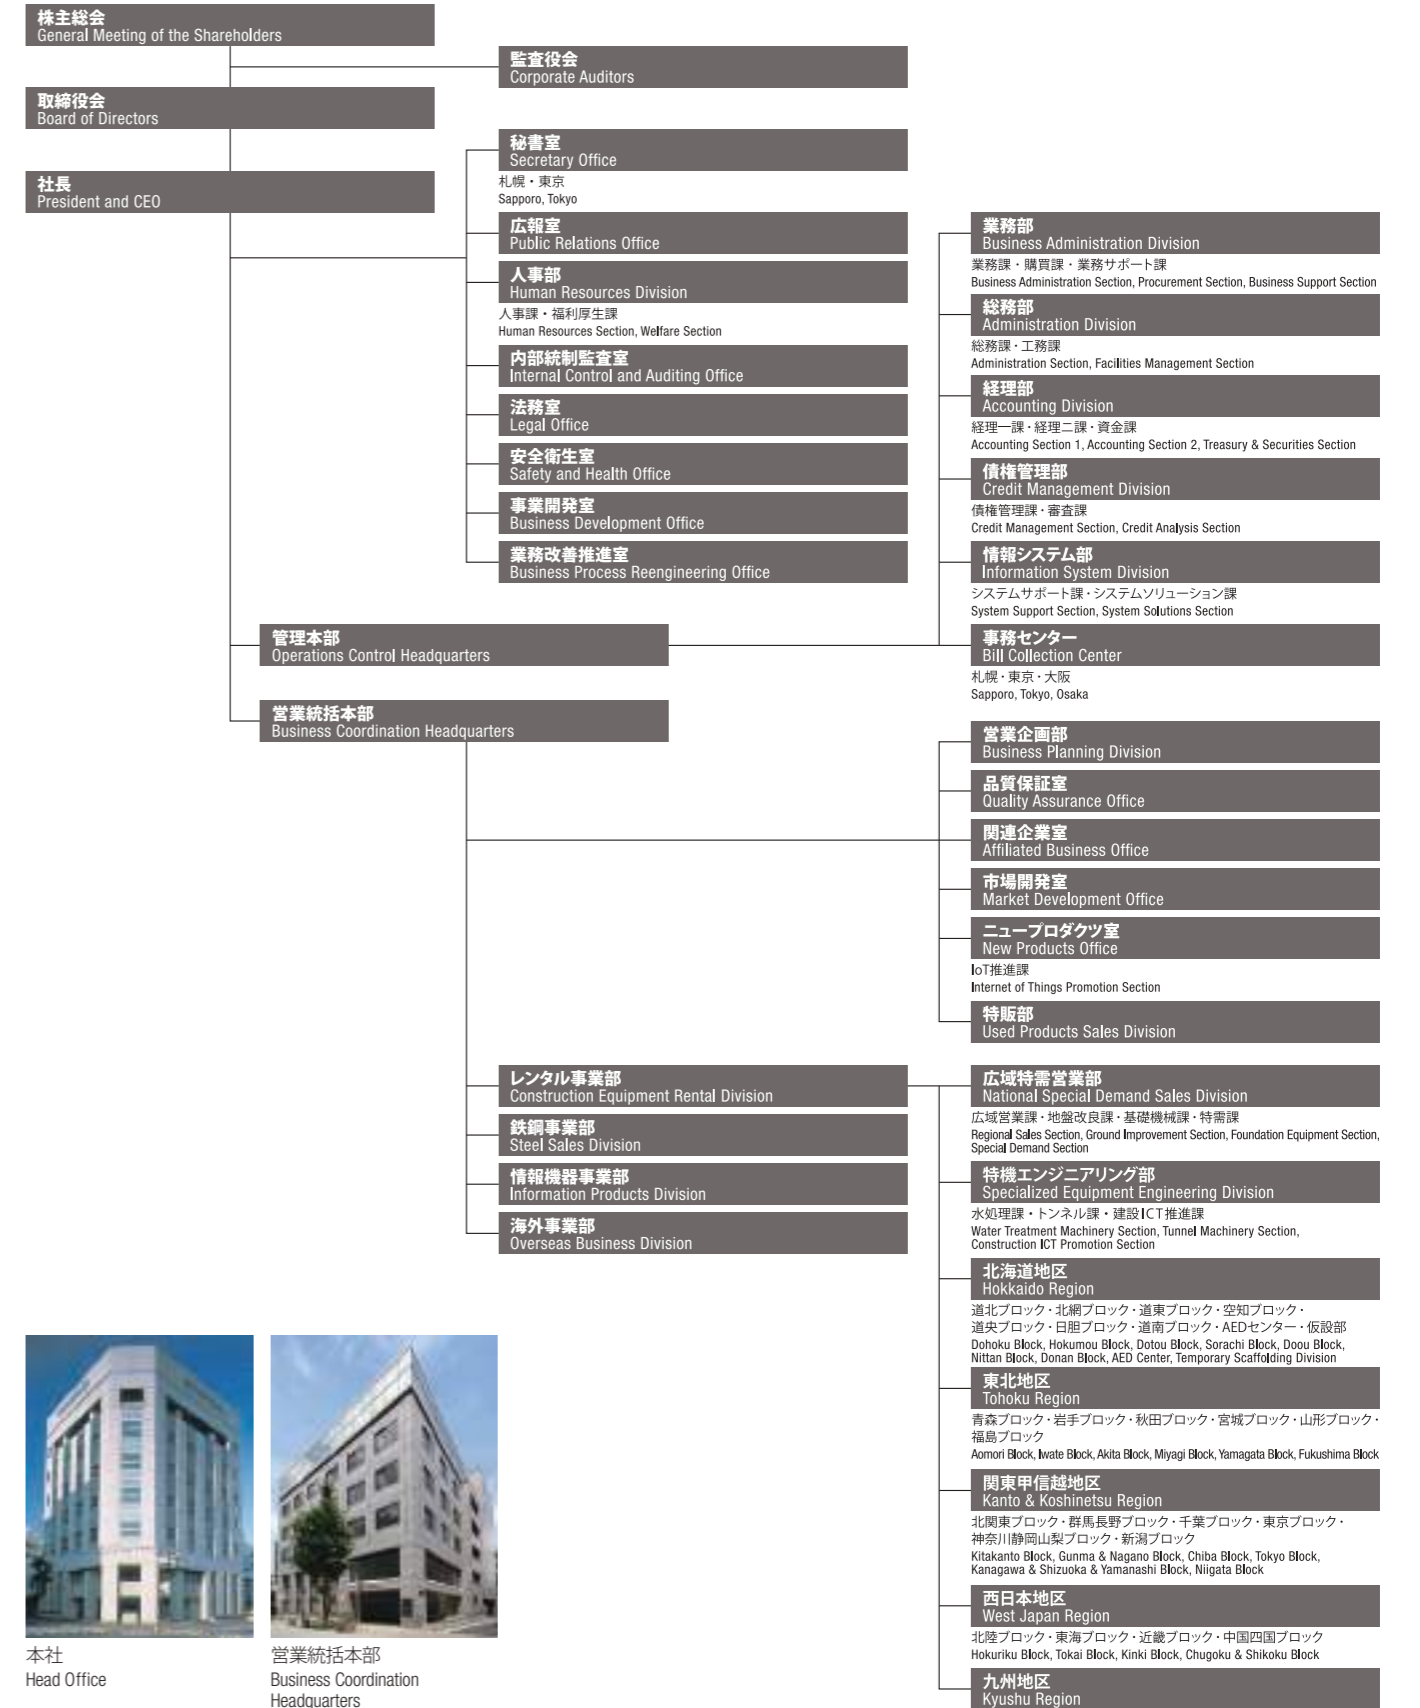 株主総会
General Meeting of the Shareholders
監査役会
Corporate Auditors
取締役会
Board of Directors
社長
President and CEO
秘書室
Secretary Office
札幌・東京
Sapporo, Tokyo
広報室
Public Relations Office
人事部
Human Resources Division
人事課・福利厚生課
Human Resources Section, Welfare Section
内部統制監査室
Internal Control and Auditing Office
法務室
Legal Office
安全衛生室
Safety and Health Office
事業開発室
Business Development Office
業務改善推進室
Business Process Reengineering Office
管理本部
Operations Control Headquarters
業務部
Business Administration Division
業務課・購買課・業務サポート課
Business Administration Section, Procurement Section, Business Support Section
総務部
Administration Division
総務課・工務課
Administration Section, Facilities Management Section
経理部
Accounting Division
経理一課・経理二課・資金課
Accounting Section 1, Accounting Section 2, Treasury & Securities Section
債権管理部
Credit Management Division
債権管理課・審査課
Credit Management Section, Credit Analysis Section
情報システム部
Information System Division
システムサポート課・システムソリューション課
System Support Section, System Solutions Section
事務センター
Bill Collection Center
札幌・東京・大阪
Sapporo, Tokyo, Osaka
営業統括本部
Business Coordination Headquarters
営業企画部
Business Planning Division
品質保証室
Quality Assurance Office
関連企業室
Affiliated Business Office
市場開発室
Market Development Office
ニュープロダクツ室
New Products Office
IoT推進課
Internet of Things Promotion Section
特販部
Used Products Sales Division
レンタル事業部
Construction Equipment Rental Division
鉄鋼事業部
Steel Sales Division
情報機器事業部
Information Products Division
海外事業部
Overseas Business Division
広域特需営業部
National Special Demand Sales Division
広域営業課・地盤改良課・基礎機械課・特需課
Regional Sales Section, Ground Improvement Section, Foundation Equipment Section,
Special Demand Section
特機エンジニアリング部
Specialized Equipment Engineering Division
水処理課・トンネル課・建設ICT推進課
Water Treatment Machinery Section, Tunnel Machinery Section,
Construction ICT Promotion Section
北海道地区
Hokkaido Region
道北ブロック・北網ブロック・道東ブロック・空知ブロック・
道央ブロック・日胆ブロック・道南ブロック・AEDセンター・仮設部
Dohoku Block, Hokumou Block, Dotou Block, Sorachi Block, Doou Block,
Nittan Block, Donan Block, AED Center, Temporary Scaffolding Division
東北地区
Tohoku Region
青森ブロック・岩手ブロック・秋田ブロック・宮城ブロック・山形ブロック・
福島ブロック
Aomori Block, Iwate Block, Akita Block, Miyagi Block, Yamagata Block, Fukushima Block
関東甲信越地区
Kanto & Koshinetsu Region
北関東ブロック・群馬長野ブロック・千葉ブロック・東京ブロック・
神奈川静岡山梨ブロック・新潟ブロック
Kitakanto Block, Gunma & Nagano Block, Chiba Block, Tokyo Block,
Kanagawa & Shizuoka & Yamanashi Block, Niigata Block
西日本地区
West Japan Region
北陸ブロック・東海ブロック・近畿ブロック・中国四国ブロック
Hokuriku Block, Tokai Block, Kinki Block, Chugoku & Shikoku Block
九州地区
Kyushu Region
本社
Head Office
営業統括本部
Business Coordination
Headquarters